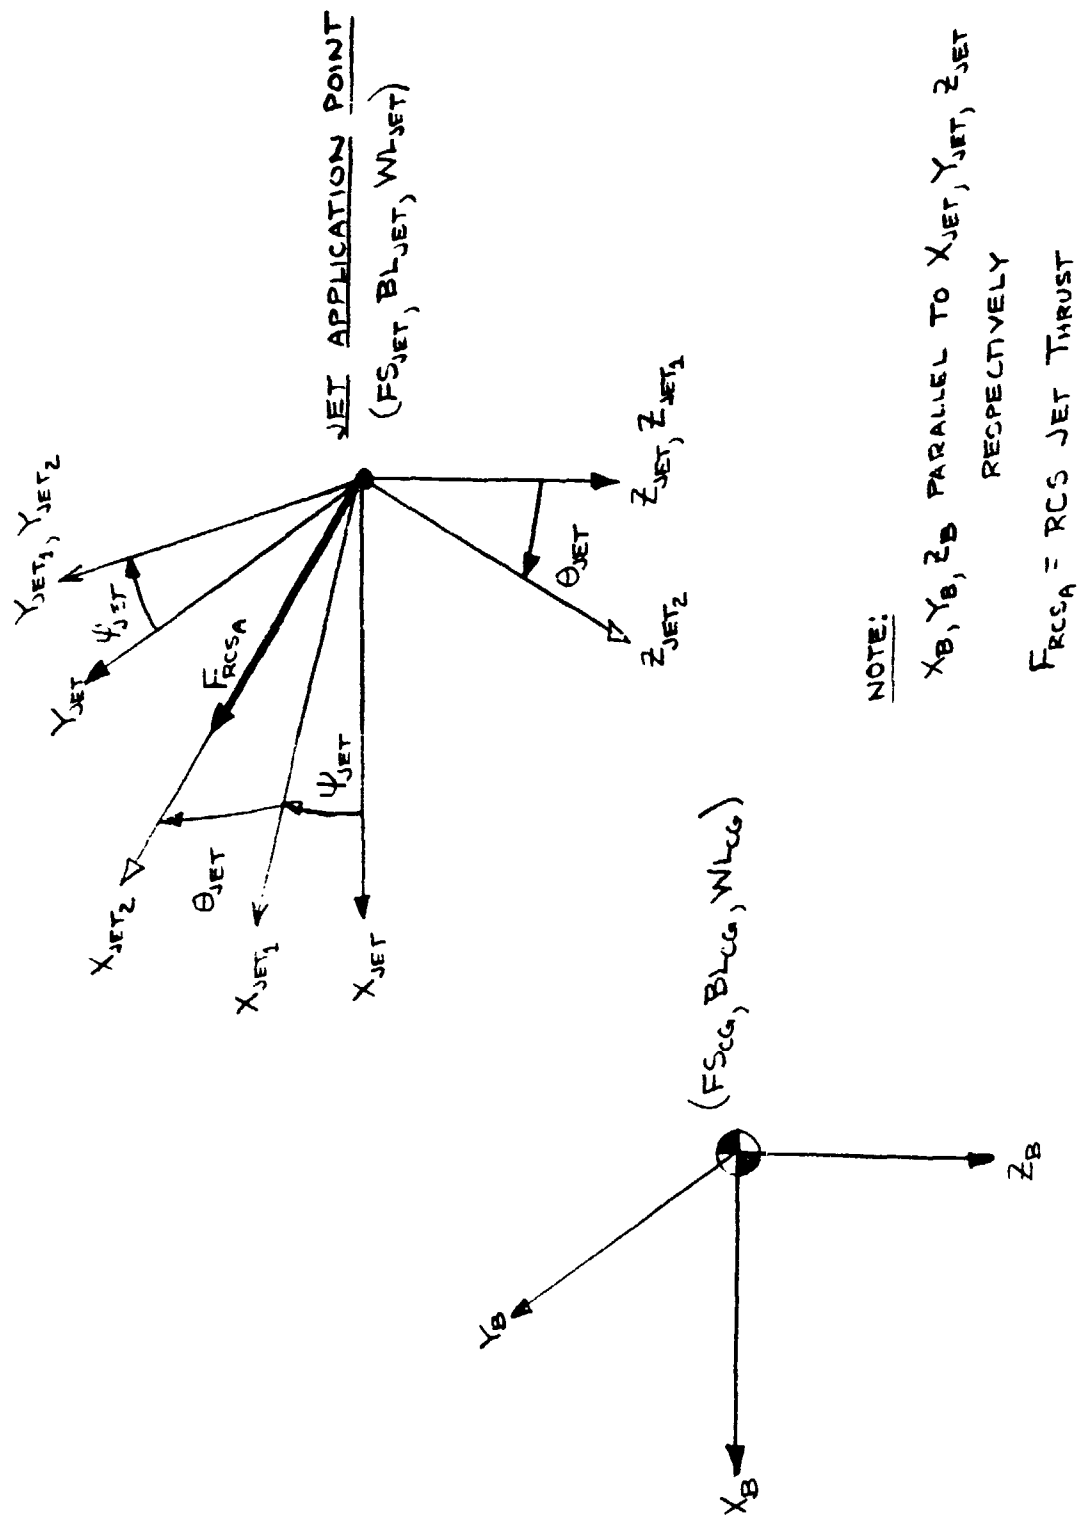 JET APPLICATION POINT
(FS_JET, BL_JET, WL_JET)
Y_JET1, Y_JET2
Ψ_JET
Y_JET
F_RCSA
X_JET2
θ_JET
X_JET1
Ψ_JET
X_JET
Z_JET, Z_JET1
θ_JET
Z_JET2
(FS_CG, BL_CG, WL_CG)
Y_B
X_B
Z_B
NOTE:
X_B, Y_B, Z_B PARALLEL TO X_JET, Y_JET, Z_JET
RESPECTIVELY
F_RCSA = RCS JET THRUST